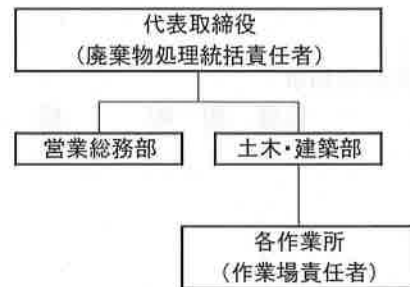 代表取締役
(廃棄物処理統括責任者)
営業総務部
土木・建築部
各作業所
(作業場責任者)